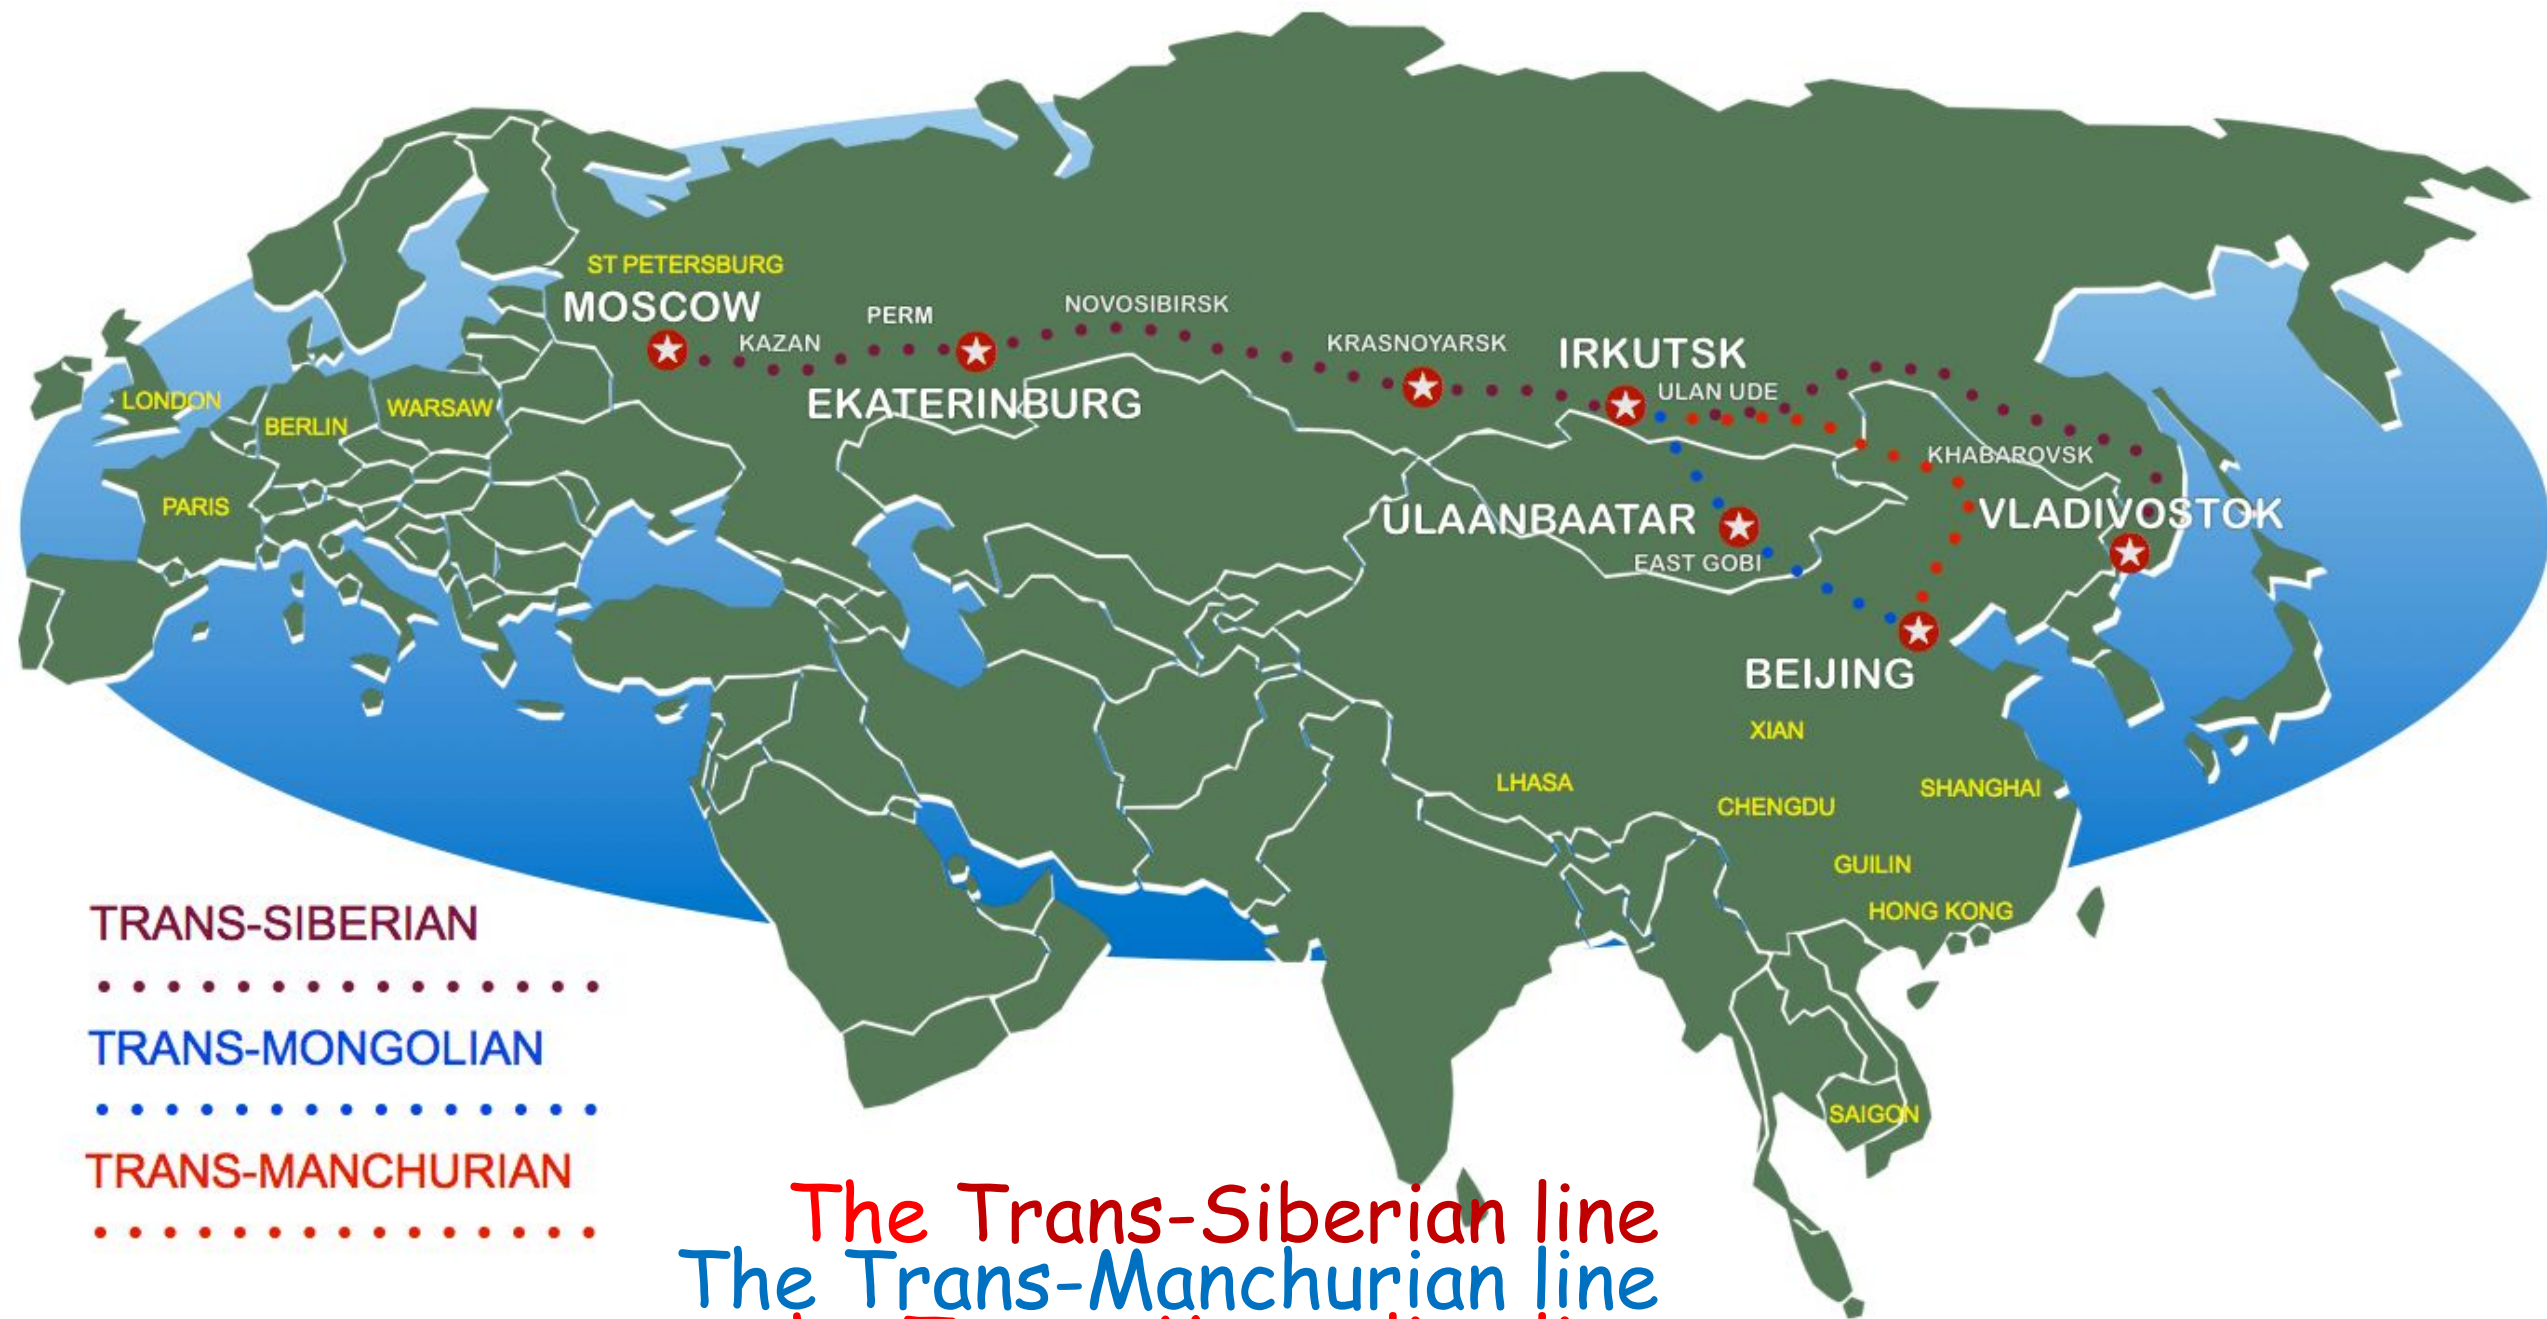 ST PETERSBURG
MOSCOW
PERM
NOVOSIBIRSK
KAZAN
KRASNOYARSK
IRKUTSK
ULAN UDE
EKATERINBURG
LONDON
BERLIN
WARSAW
KHABAROVSK
PARIS
ULAANBAATAR
VLADIVOSTOK
EAST GOBI
BEIJING
XIAN
LHASA
CHENGDU
SHANGHAI
GUILIN
HONG KONG
SAIGON
TRANS-SIBERIAN
TRANS-MONGOLIAN
TRANS-MANCHURIAN
The Trans-Siberian line
The Trans-Manchurian line